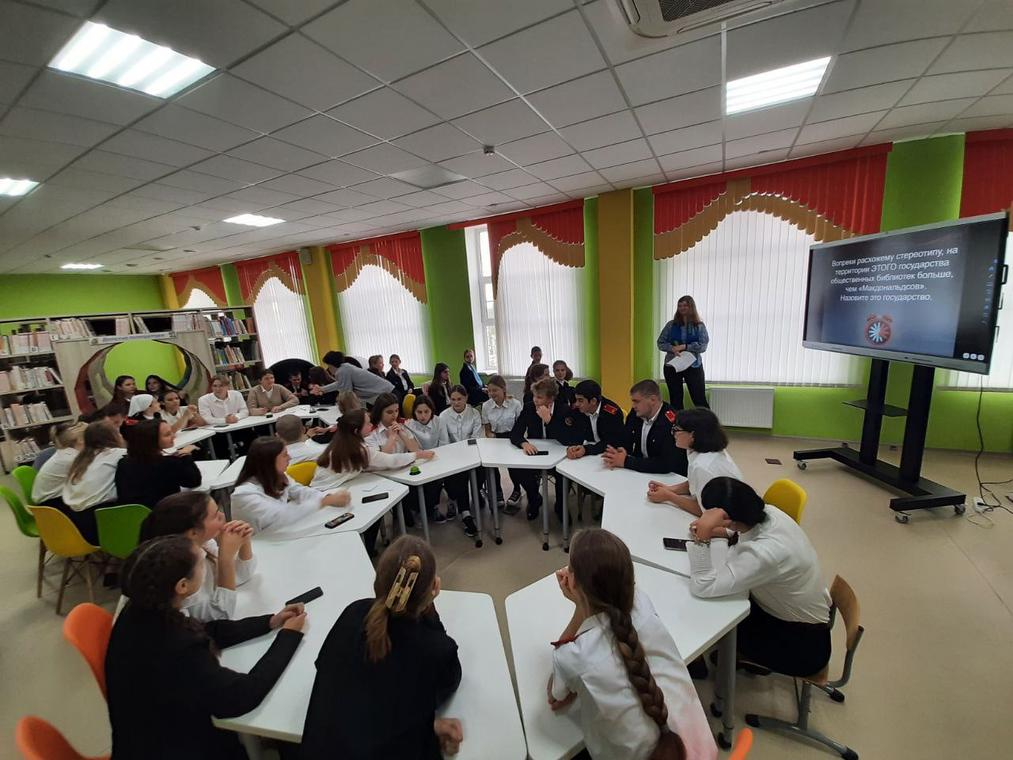 Вопреки расхожему стереотипу, на
территории ЭТОГО государства
общественных библиотек больше,
чем «Макдональдсов».
Назовите это государство.